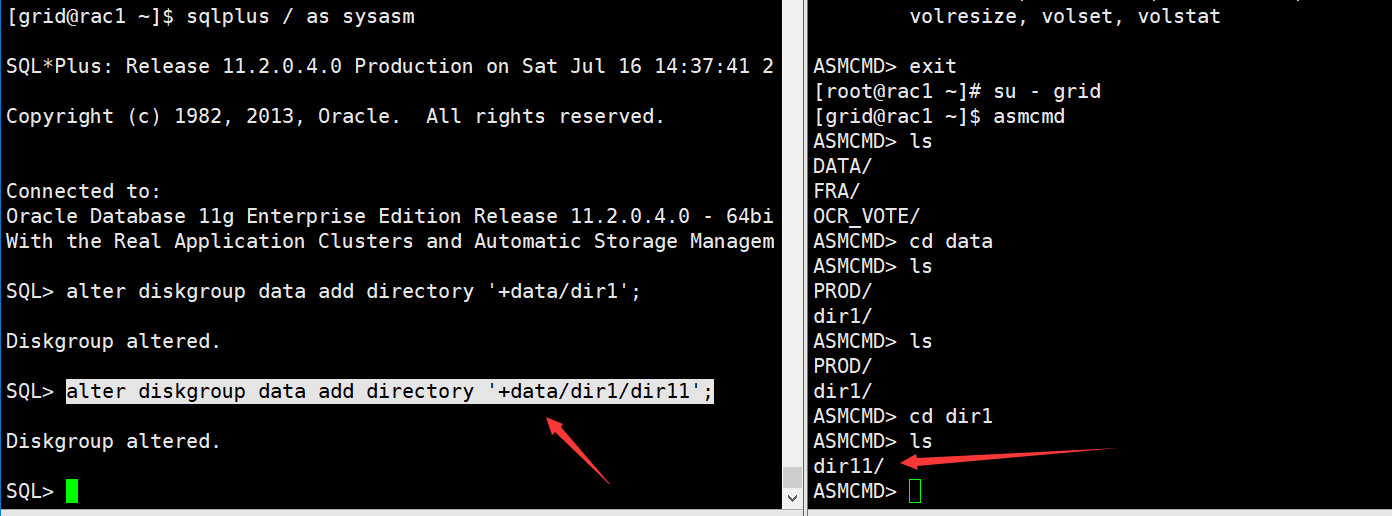 [grid@rac1 ~]$ sqlplus / as sysasm
SQL*Plus: Release 11.2.0.4.0 Production on Sat Jul 16 14:37:41 2
Copyright (c) 1982, 2013, Oracle.  All rights reserved.
Connected to:
Oracle Database 11g Enterprise Edition Release 11.2.0.4.0 - 64bi
With the Real Application Clusters and Automatic Storage Managem
SQL> alter diskgroup data add directory '+data/dir1';
Diskgroup altered.
SQL> alter diskgroup data add directory '+data/dir1/dir11';
Diskgroup altered.
SQL>
volresize, volset, volstat
ASMCMD> exit
[root@rac1 ~]# su - grid
[grid@rac1 ~]$ asmcmd
ASMCMD> ls
DATA/
FRA/
OCR_VOTE/
ASMCMD> cd data
ASMCMD> ls
PROD/
dir1/
ASMCMD> ls
PROD/
dir1/
ASMCMD> cd dir1
ASMCMD> ls
dir11/
ASMCMD>